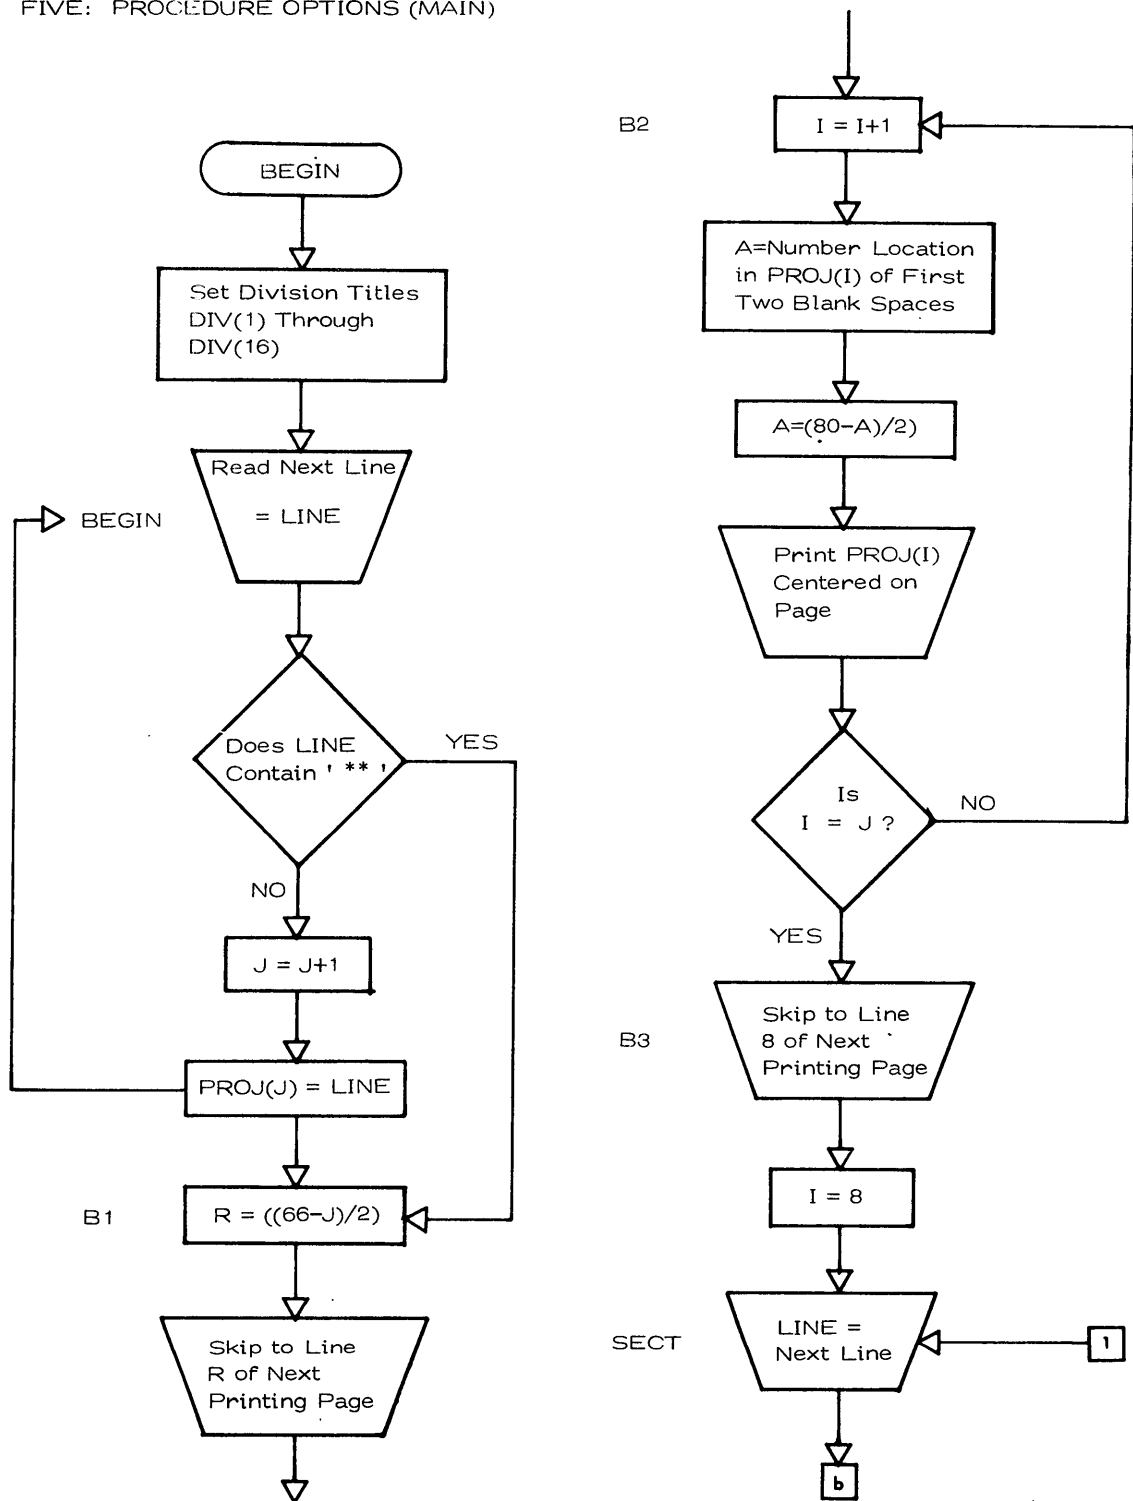 FIVE: PROCEDURE OPTIONS (MAIN)
BEGIN
Set Division Titles
DIV(1) Through
DIV(16)
Read Next Line
= LINE
BEGIN
Does LINE
Contain ' ** '
YES
NO
J = J+1
PROJ(J) = LINE
B1
R = ((66-J)/2)
Skip to Line
R of Next
Printing Page
B2
I = I+1
A=Number Location
in PROJ(I) of First
Two Blank Spaces
A=(80-A)/2)
Print PROJ(I)
Centered on
Page
Is
I = J ?
NO
YES
B3
Skip to Line
8 of Next
Printing Page
I = 8
SECT
LINE =
Next Line
1
b